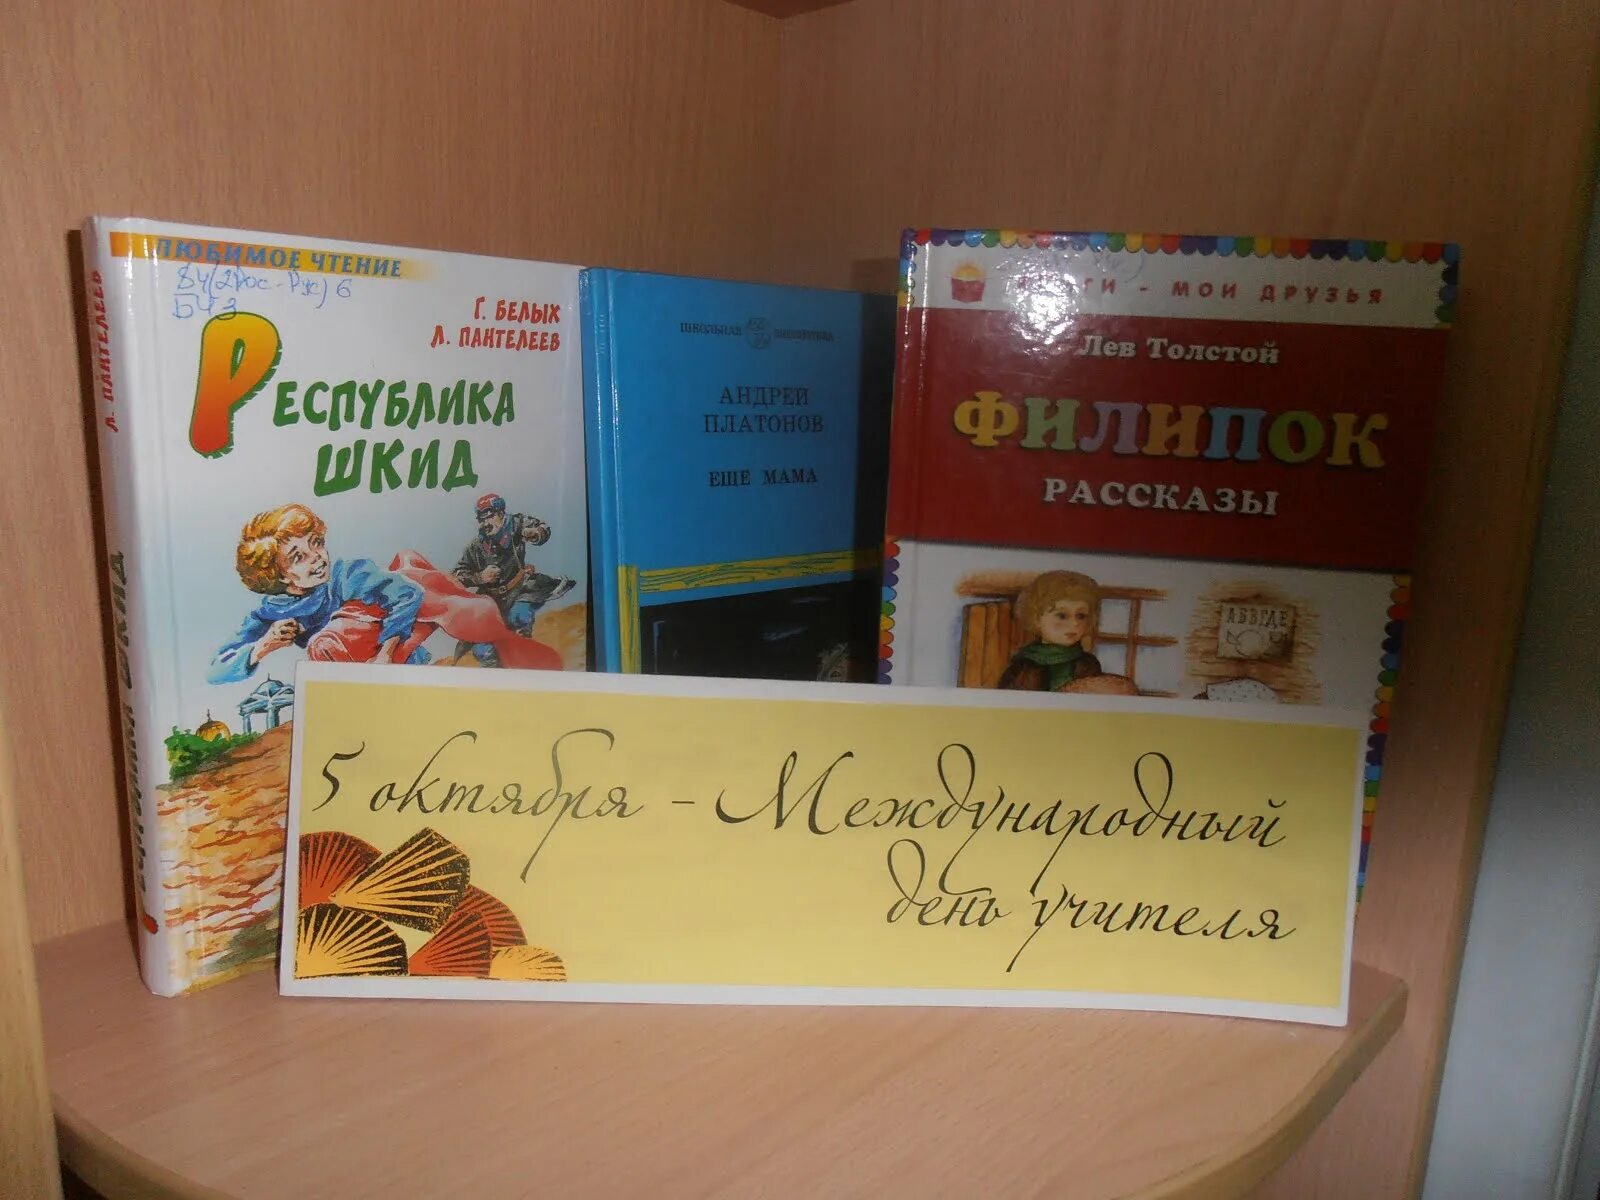 ЛЮБИМОЕ ЧТЕНИЕ
84(2Рос-Рус)6
Г. БЕЛЫХ
Л. ПАНТЕЛЕЕВ
РЕСПУБЛИКА
ШКИД
Л. ПАНТЕЛЕЕВ
ШКОЛЬНАЯ БИБЛИОТЕКА
АНДРЕЙ
ПЛАТОНОВ
ЕЩЕ МАМА
КНИГИ - МОИ ДРУЗЬЯ
ЛЕВ ТОЛСТОЙ
ФИЛИПОК
РАССКАЗЫ
АБВГДЕ
5 октября - Международный
день учителя